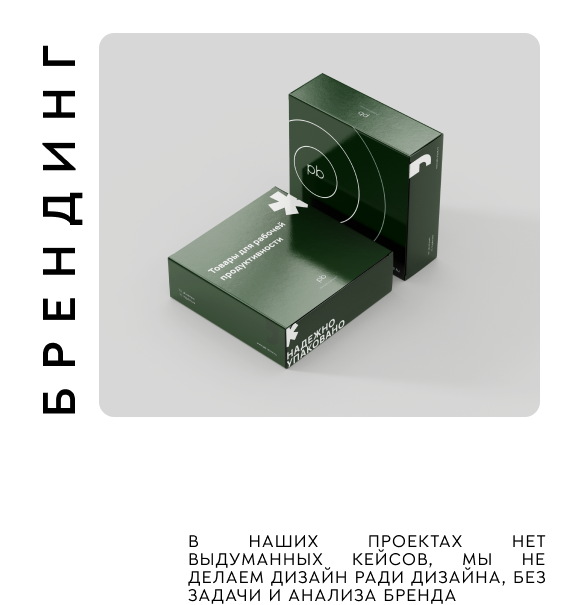 БРЕНДИНГ
pb
pb
Товары для рабочей
продуктивности
pb
НАДЕЖНО
УПАКОВАНО
В НАШИХ ПРОЕКТАХ НЕТ
ВЫДУМАННЫХ КЕЙСОВ, МЫ НЕ
ДЕЛАЕМ ДИЗАЙН РАДИ ДИЗАЙНА, БЕЗ
ЗАДАЧИ И АНАЛИЗА БРЕНДА